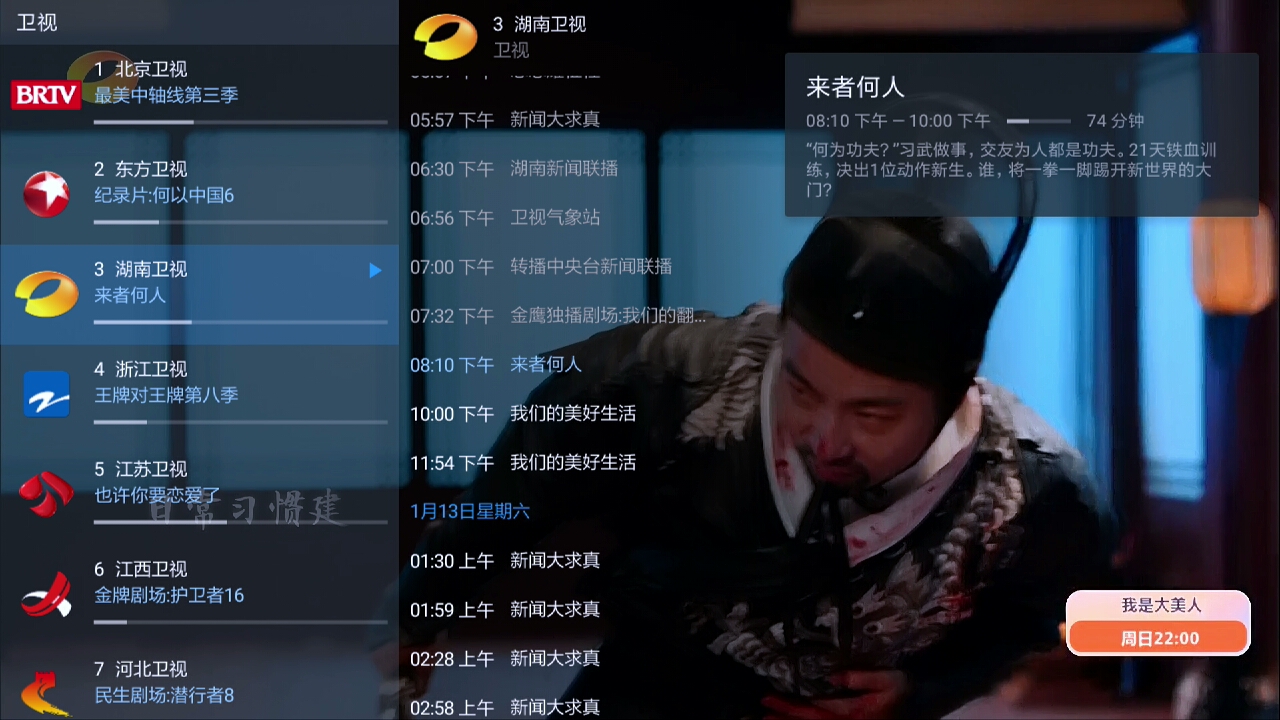 卫视
BRTV
1 北京卫视
最美中轴线第三季
2 东方卫视
纪录片:何以中国6
3 湖南卫视
来者何人
4 浙江卫视
王牌对王牌第八季
5 江苏卫视
也许你要恋爱了
日常习惯建
6 江西卫视
金牌剧场:护卫者16
7 河北卫视
民生剧场:潜行者8
3 湖南卫视
卫视
05:57 下午 新闻大求真
06:30 下午 湖南新闻联播
06:56 下午 卫视气象站
07:00 下午 转播中央台新闻联播
07:32 下午 金鹰独播剧场:我们的翻...
08:10 下午 来者何人
10:00 下午 我们的美好生活
11:54 下午 我们的美好生活
1月13日星期六
01:30 上午 新闻大求真
01:59 上午 新闻大求真
02:28 上午 新闻大求真
02:58 上午 新闻大求真
来者何人
08:10 下午 – 10:00 下午 74 分钟
“何为功夫？”习武做事，交友为人都是功夫。21天铁血训
练，决出1位动作新生。谁，将一拳一脚踢开新世界的大
门？
我是大美人
周日22:00